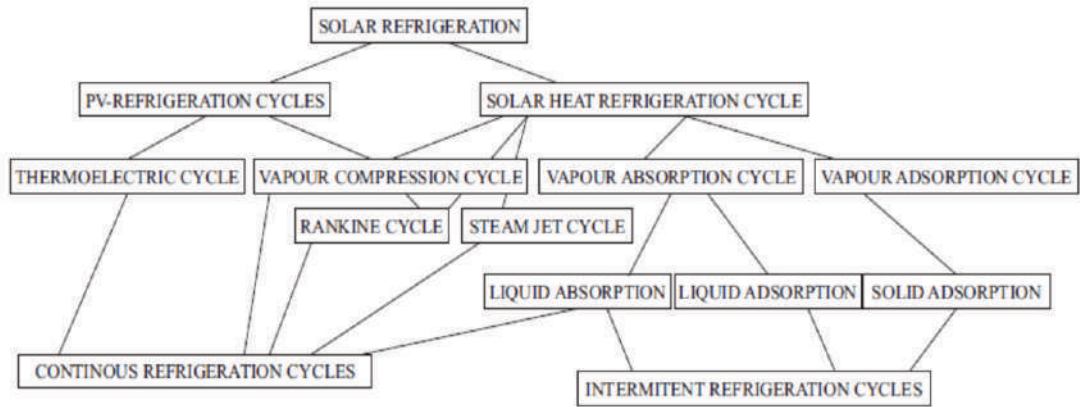 SOLAR REFRIGERATION
PV-REFRIGERATION CYCLES
SOLAR HEAT REFRIGERATION CYCLE
THERMOELECTRIC CYCLE
VAPOUR COMPRESSION CYCLE
VAPOUR ABSORPTION CYCLE
VAPOUR ADSORPTION CYCLE
RANKINE CYCLE
STEAM JET CYCLE
LIQUID ABSORPTION
LIQUID ADSORPTION
SOLID ADSORPTION
CONTINOUS REFRIGERATION CYCLES
INTERMITENT REFRIGERATION CYCLES